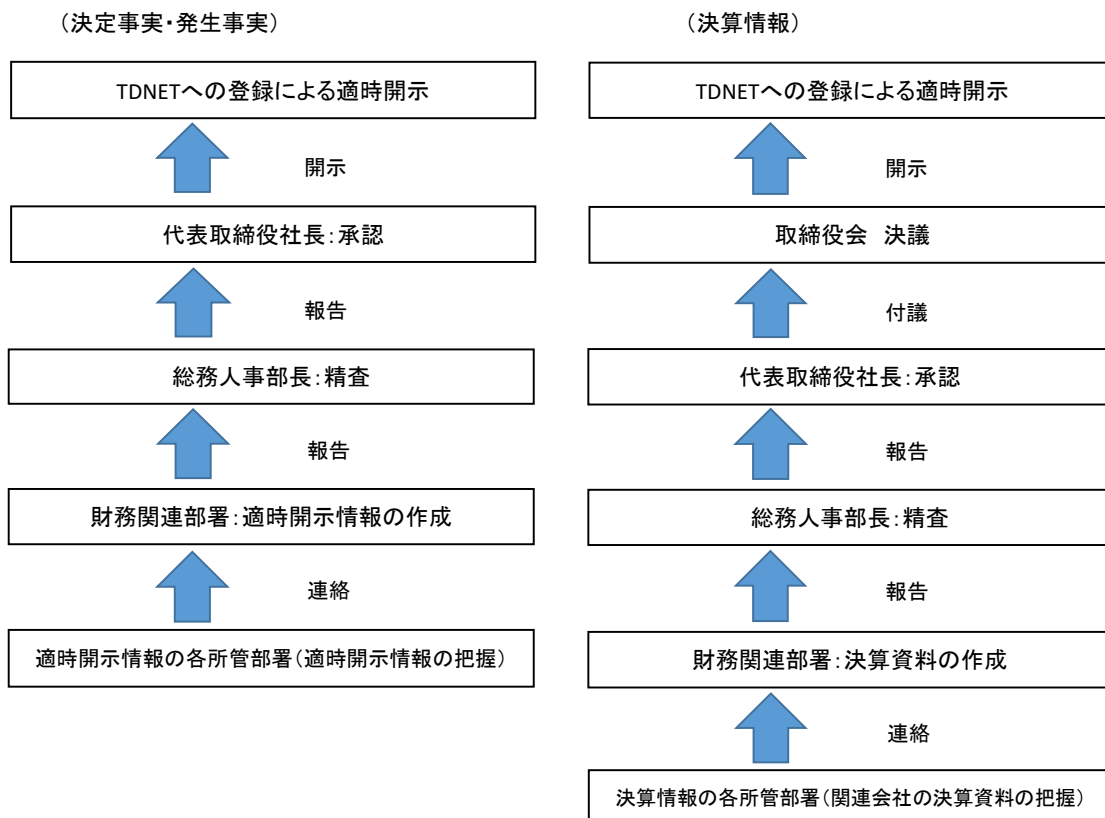 (決定事実・発生事実)
TDNETへの登録による適時開示
開示
代表取締役社長:承認
報告
総務人事部長:精査
報告
財務関連部署:適時開示情報の作成
連絡
適時開示情報の各所管部署(適時開示情報の把握)
(決算情報)
TDNETへの登録による適時開示
開示
取締役会 決議
付議
代表取締役社長:承認
報告
総務人事部長:精査
報告
財務関連部署:決算資料の作成
連絡
決算情報の各所管部署(関連会社の決算資料の把握)